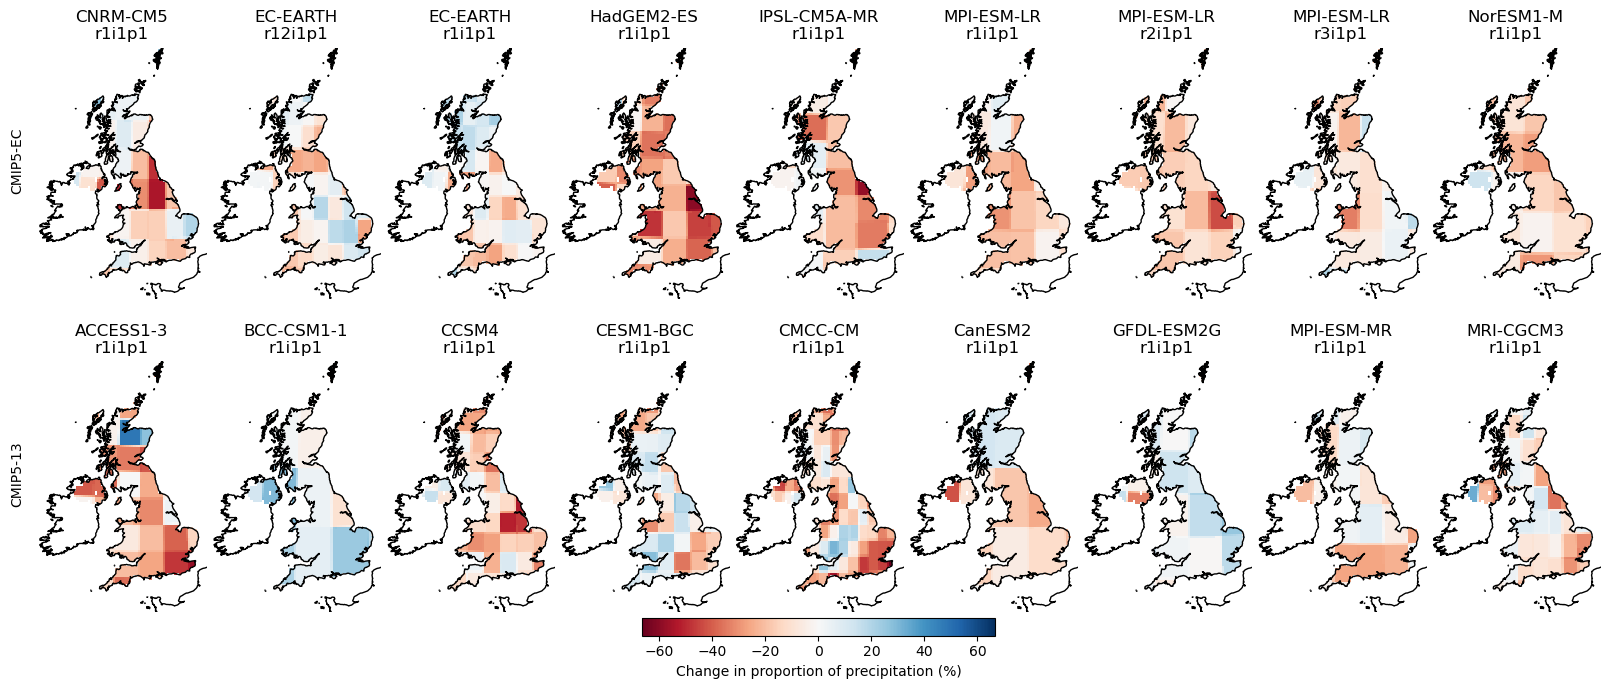 CNRM-CM5
r1i1p1
EC-EARTH
r12i1p1
EC-EARTH
r1i1p1
HadGEM2-ES
r1i1p1
IPSL-CM5A-MR
r1i1p1
MPI-ESM-LR
r1i1p1
MPI-ESM-LR
r2i1p1
MPI-ESM-LR
r3i1p1
NorESM1-M
r1i1p1
CMIP5-EC
ACCESS1-3
r1i1p1
BCC-CSM1-1
r1i1p1
CCSM4
r1i1p1
CESM1-BGC
r1i1p1
CMCC-CM
r1i1p1
CanESM2
r1i1p1
GFDL-ESM2G
r1i1p1
MPI-ESM-MR
r1i1p1
MRI-CGCM3
r1i1p1
CMIP5-13
−60 −40 −20 0 20 40 60
Change in proportion of precipitation (%)